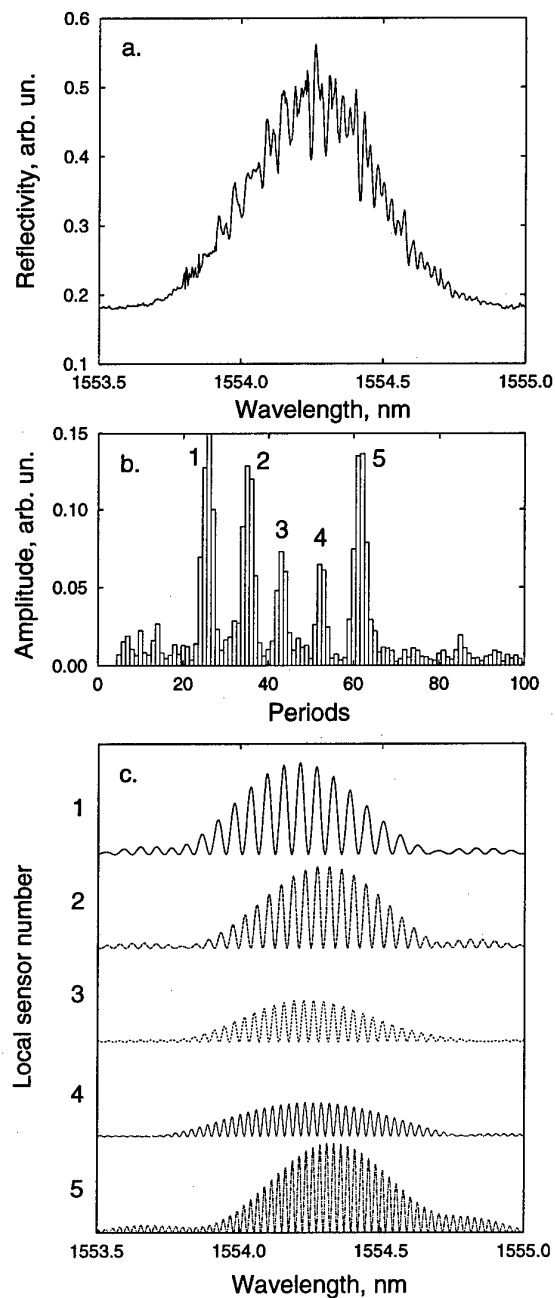 0.6
a.
0.5
0.4
0.3
0.2
0.1
Reflectivity, arb. un.
1553.5 1554.0 1554.5 1555.0
Wavelength, nm
0.15
b.
1 2 3 4 5
0.10
0.05
0.00
Amplitude, arb. un.
0 20 40 60 80 100
Periods
c.
1
2
3
4
5
Local sensor number
1553.5 1554.0 1554.5 1555.0
Wavelength, nm